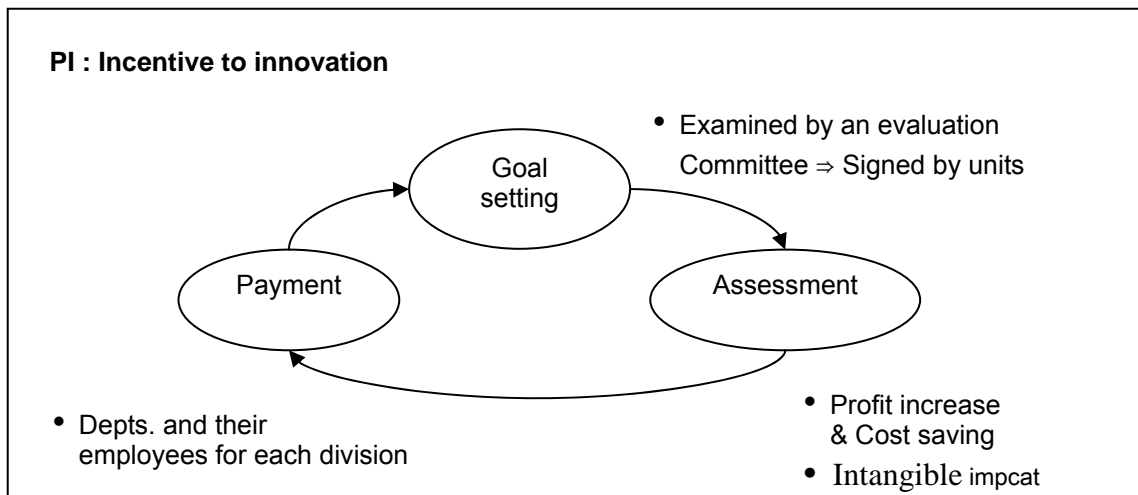 PI : Incentive to innovation
• Examined by an evaluation
Committee ⇒ Signed by units
Goal
setting
Payment
Assessment
• Depts. and their
employees for each division
• Profit increase
& Cost saving
• Intangible impcat